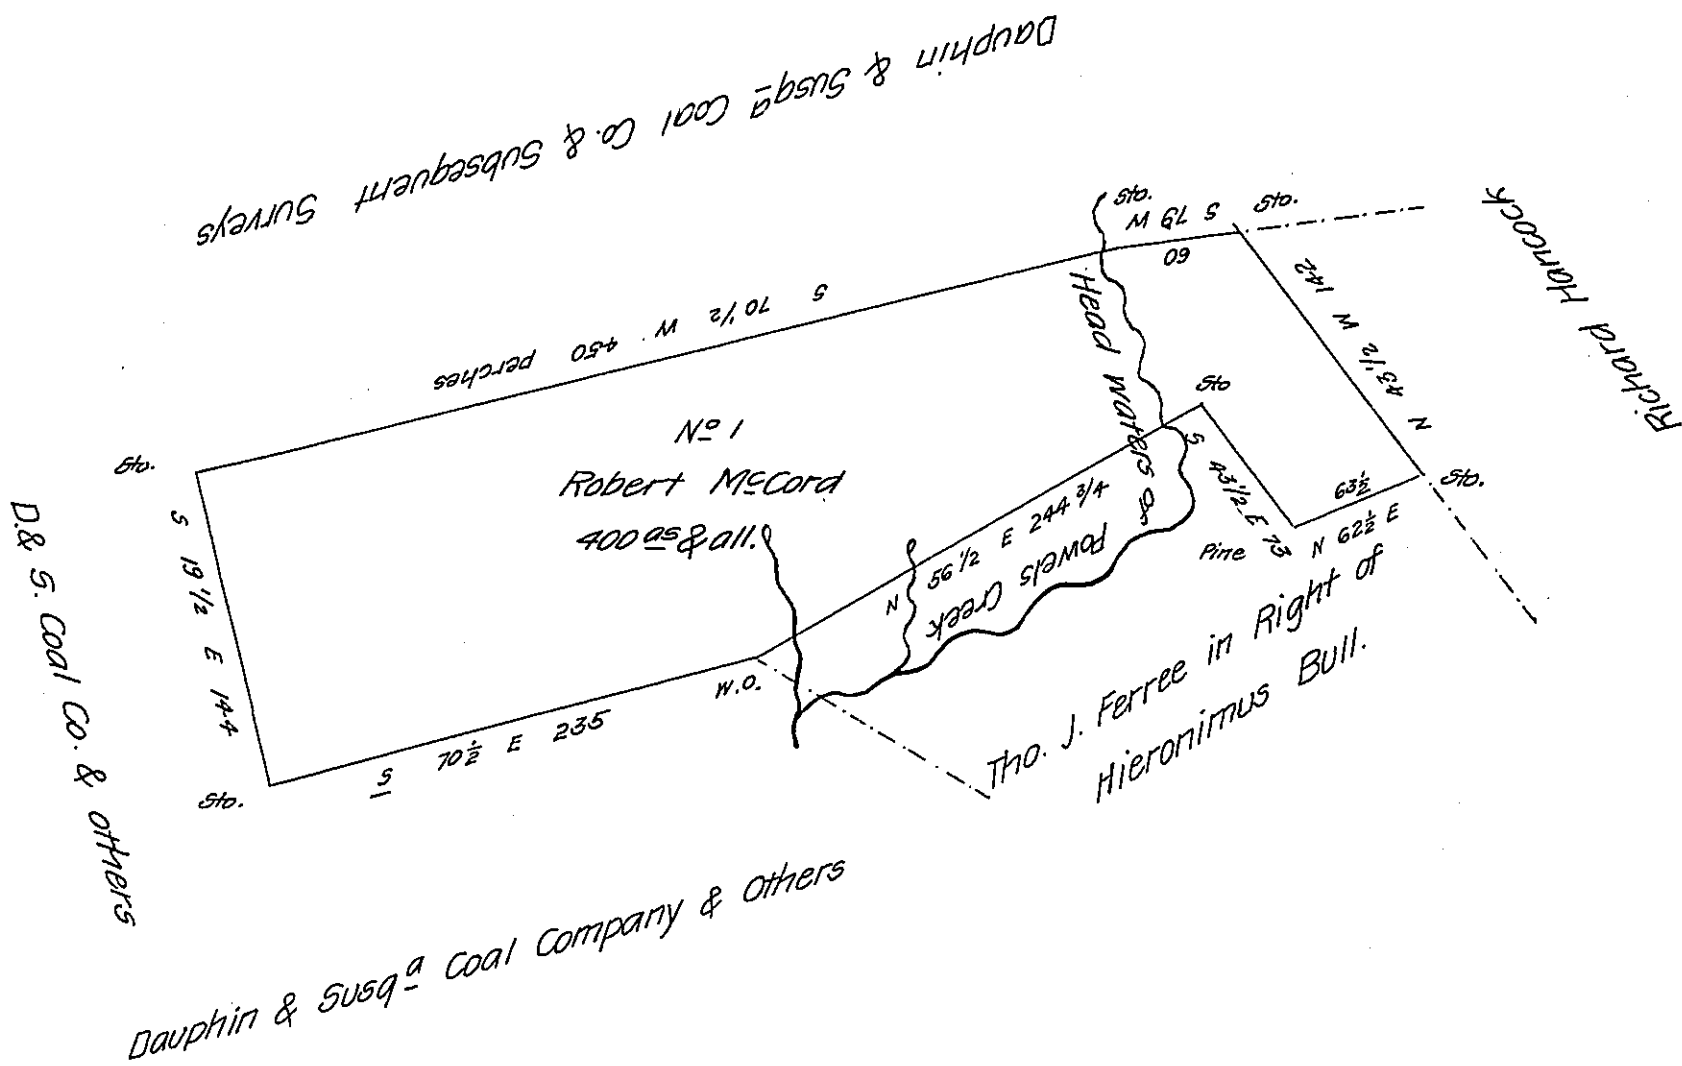 Dauphin & Susqa Coal Co. & Subsequent Surveys
Sto.
S 79 W
60
Sto.
Richard Hancock
S 70 1/2 W 450 perches
Head waters of
Powels Creek
N 43 1/2 W 142
Sto.
No 1
Robert McCord
400 as & all.
Sto
S 43 1/2 E 73
Pine
63 1/2
N 62 1/2 E
Sto.
D. & S. Coal Co. & others
S 19 1/2 E 144
N 56 1/2 E 244 3/4
W.O.
S 70 1/2 E 235
Sto.
Tho. J. Ferree in Right of
Hieronimus Bull.
Dauphin & Susqa Coal Company & Others